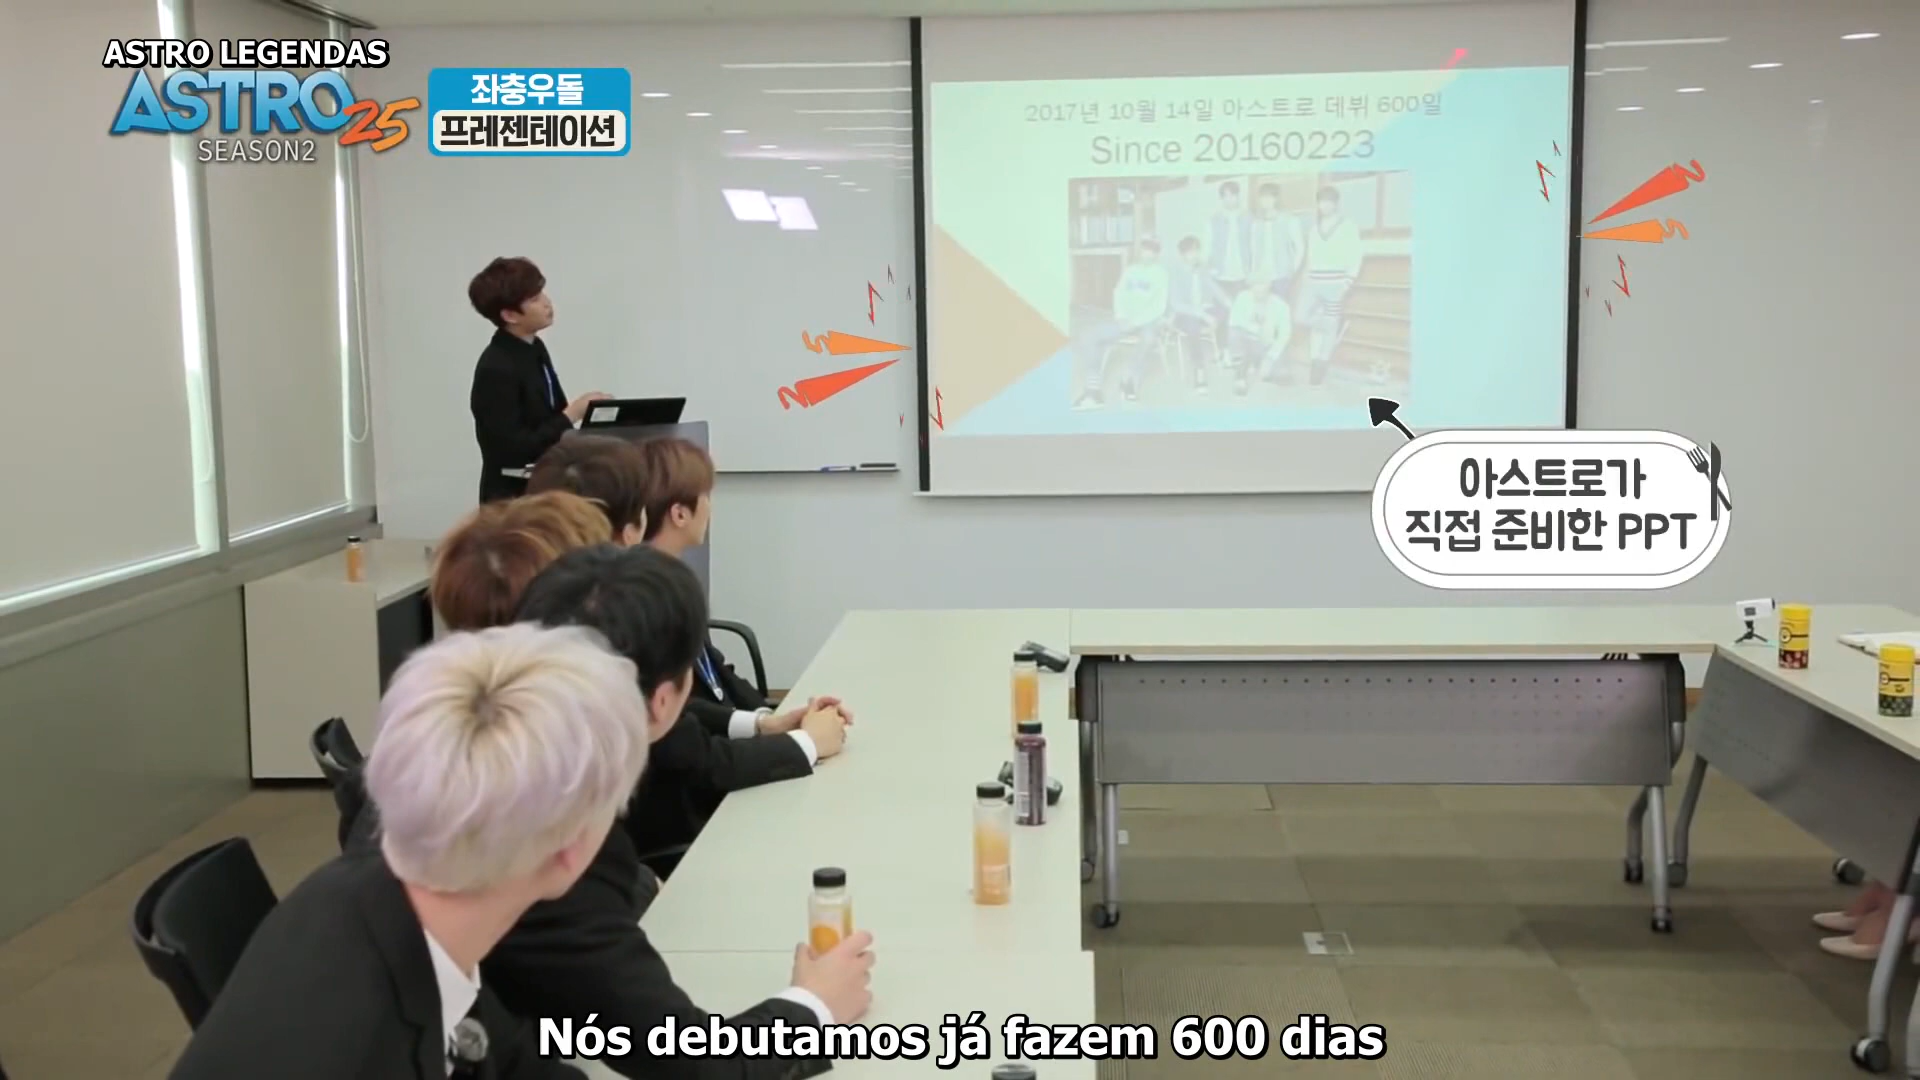 ASTRO LEGENDAS
ASTRO 25
SEASON2
좌충우돌
프레젠테이션
2017년 10월 14일 아스트로 데뷔 600일
Since 20160223
아스트로가
직접 준비한 PPT
Nós debutamos já fazem 600 dias